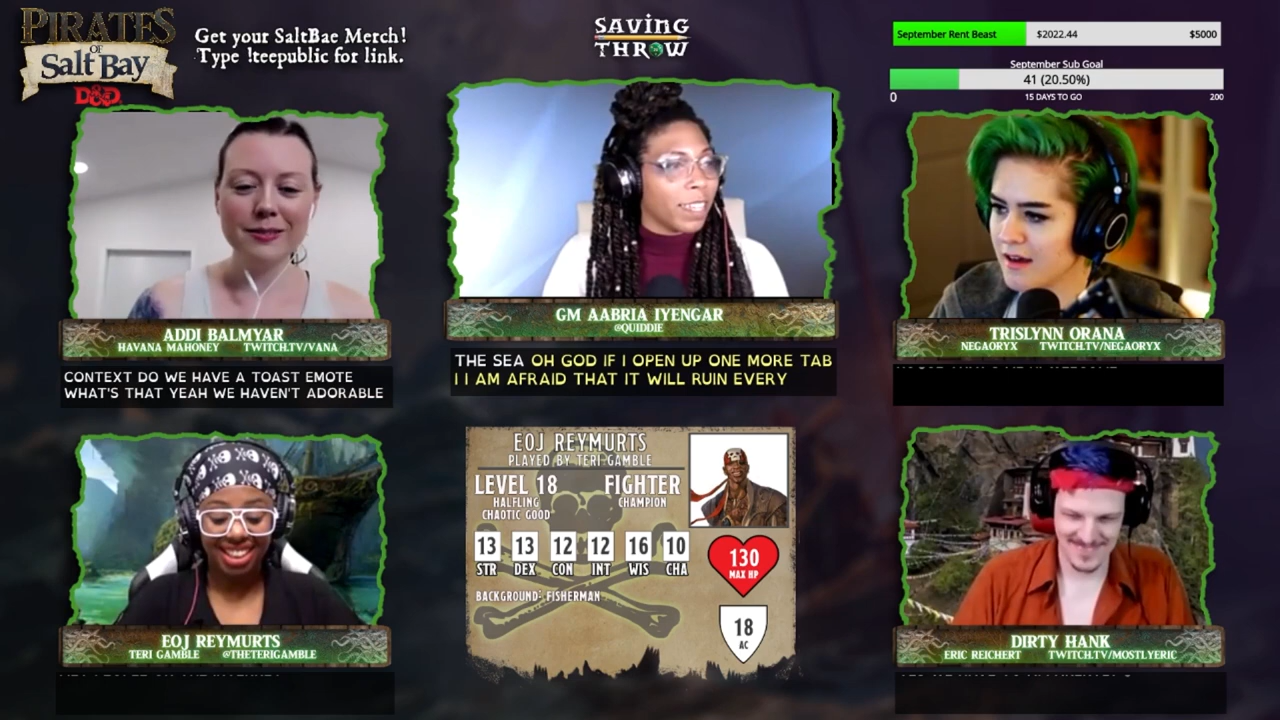 PIRATES
OF
Salt Bay
D&D
Get your SaltBae Merch!
Type !teepublic for link.
SAVING
THROW
September Rent Beast $2022.44 $5000
September Sub Goal
41 (20.50%)
0 15 DAYS TO GO 200
ADDI BALMYAR
HAVANA MAHONEY TWITCH.TV/VANA
CONTEXT DO WE HAVE A TOAST EMOTE
WHAT'S THAT YEAH WE HAVEN'T ADORABLE
GM AABRIA IYENGAR
@QUIDDIE
THE SEA OH GOD IF I OPEN UP ONE MORE TAB
I I AM AFRAID THAT IT WILL RUIN EVERY
TRISLYNN ORANA
NEGAORYX TWITCH.TV/NEGAORYX
EOJ REYMURTS
TERI GAMBLE @THETERIGAMBLE
EOJ REYMURTS
PLAYED BY TERI GAMBLE
LEVEL 18 FIGHTER
HALFLING CHAMPION
CHAOTIC GOOD
13 13 12 12 16 10
STR DEX CON INT WIS CHA
130
MAX HP
BACKGROUND: FISHERMAN
18
AC
DIRTY HANK
ERIC REICHERT TWITCH.TV/MOSTLYERIC